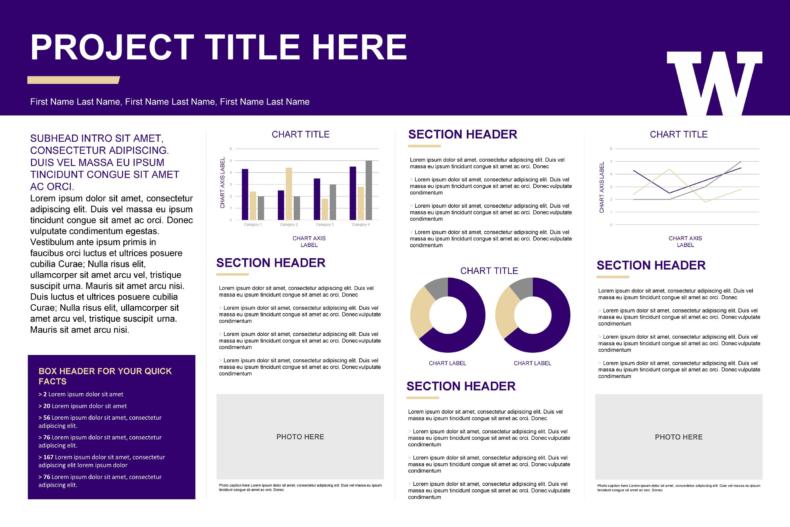 PROJECT TITLE HERE
First Name Last Name, First Name Last Name, First Name Last Name
W
SUBHEAD INTRO SIT AMET,
CONSECTETUR ADIPISCING.
DUIS VEL MASSA EU IPSUM
TINCIDUNT CONGUE SIT AMET
AC ORCI.
Lorem ipsum dolor sit amet, consectetur
adipiscing elit. Duis vel massa eu ipsum
tincidunt congue sit amet ac orci. Donec
vulputate condimentum egestas.
Vestibulum ante ipsum primis in
faucibus orci luctus et ultrices posuere
cubilia Curae; Nulla risus elit,
ullamcorper sit amet arcu vel, tristique
suscipit urna. Mauris sit amet arcu nisi.
Duis luctus et ultrices posuere cubilia
Curae; Nulla risus elit, ullamcorper sit
amet arcu vel, tristique suscipit urna.
Mauris sit amet arcu nisi.
BOX HEADER FOR YOUR QUICK
FACTS
> 2 Lorem ipsum dolor sit amet
> 20 Lorem ipsum dolor sit amet
> 56 Lorem ipsum dolor sit amet, consectetur
adipiscing elit.
> 76 Lorem ipsum dolor sit amet, consectetur
adipiscing elit.
> 167 Lorem ipsum dolor sit amet, consectetur
adipiscing elit lorem ipsum dolor
> 76 Lorem ipsum dolor sit amet, consectetur
adipiscing elit.
CHART TITLE
CHART AXIS LABEL
6
5
4
3
2
1
0
Category 1 Category 2 Category 3 Category 4
CHART AXIS
LABEL
SECTION HEADER
Lorem ipsum dolor sit amet, consectetur adipiscing elit. Duis vel
massa eu ipsum tincidunt congue sit amet ac orci. Donec
> Lorem ipsum dolor sit amet, consectetur adipiscing elit. Duis vel
massa eu ipsum tincidunt congue sit amet ac orci. Donec vulputate
condimentum
> Lorem ipsum dolor sit amet, consectetur adipiscing elit. Duis vel
massa eu ipsum tincidunt congue sit amet ac orci. Donec vulputate
condimentum
> Lorem ipsum dolor sit amet, consectetur adipiscing elit. Duis vel
massa eu ipsum tincidunt congue sit amet ac orci. Donec vulputate
condimentum
PHOTO HERE
Photo caption here Lorem ipsum dolor sit amet, consectetur adipiscing elit. Duis vel massa eu ipsum
tincidunt congue sit amet ac orci. Donec
SECTION HEADER
Lorem ipsum dolor sit amet, consectetur adipiscing elit. Duis vel
massa eu ipsum tincidunt congue sit amet ac orci. Donec
> Lorem ipsum dolor sit amet, consectetur adipiscing elit. Duis vel
massa eu ipsum tincidunt congue sit amet ac orci. Donec vulputate
condimentum
> Lorem ipsum dolor sit amet, consectetur adipiscing elit. Duis vel
massa eu ipsum tincidunt congue sit amet ac orci. Donec vulputate
condimentum
> Lorem ipsum dolor sit amet, consectetur adipiscing elit. Duis vel
massa eu ipsum tincidunt congue sit amet ac orci. Donec vulputate
condimentum
CHART TITLE
CHART LABEL CHART LABEL
SECTION HEADER
Lorem ipsum dolor sit amet, consectetur adipiscing elit. Duis vel
massa eu ipsum tincidunt congue sit amet ac orci. Donec
> Lorem ipsum dolor sit amet, consectetur adipiscing elit. Duis vel
massa eu ipsum tincidunt congue sit amet ac orci. Donec vulputate
condimentum
> Lorem ipsum dolor sit amet, consectetur adipiscing elit. Duis vel
massa eu ipsum tincidunt congue sit amet ac orci. Donec vulputate
condimentum
> Lorem ipsum dolor sit amet, consectetur adipiscing elit. Duis vel
massa eu ipsum tincidunt congue sit amet ac orci. Donec vulputate
condimentum
CHART TITLE
CHART AXIS LABEL
CHART AXIS
LABEL
SECTION HEADER
Lorem ipsum dolor sit amet, consectetur adipiscing elit. Duis vel
massa eu ipsum tincidunt congue sit amet ac orci. Donec
> Lorem ipsum dolor sit amet, consectetur adipiscing elit. Duis vel
massa eu ipsum tincidunt congue sit amet ac orci. Donec vulputate
condimentum
> Lorem ipsum dolor sit amet, consectetur adipiscing elit. Duis vel
massa eu ipsum tincidunt congue sit amet ac orci. Donec vulputate
condimentum
> Lorem ipsum dolor sit amet, consectetur adipiscing elit. Duis vel
massa eu ipsum tincidunt congue sit amet ac orci. Donec vulputate
condimentum
PHOTO HERE
Photo caption here Lorem ipsum dolor sit amet, consectetur adipiscing elit. Duis vel massa eu ipsum
tincidunt congue sit amet ac orci. Donec